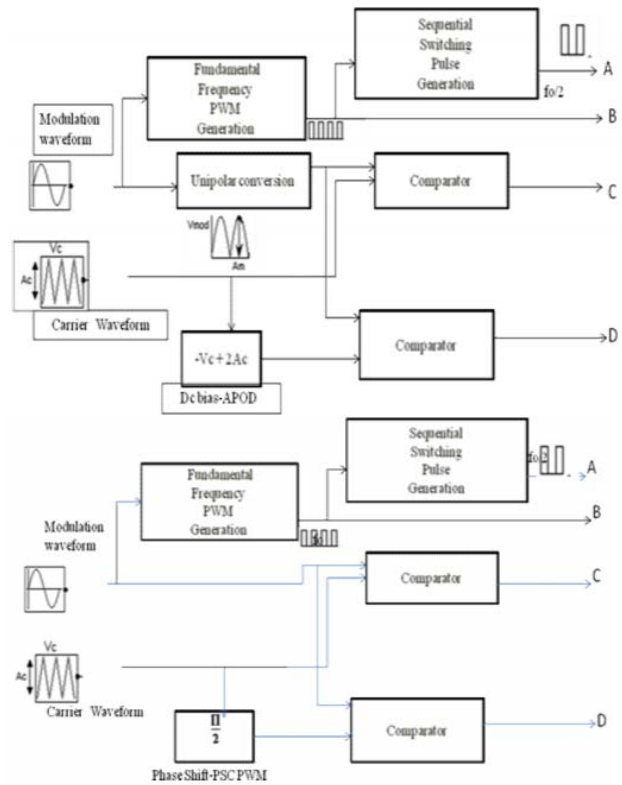 Sequential
Switching
Pulse
Generation
fo/2
A
Fundamental
Frequency
PWM
Generation
B
Modulation
waveform
Unipolar conversion
Comparator
C
Vmod
Am
Vc
Ac
Carrier Waveform
-Vc+2Ac
Dc bias-APOD
Comparator
D
Sequential
Switching
Pulse
Generation
A
Fundamental
Frequency
PWM
Generation
B
Modulation
waveform
Comparator
C
Vc
Ac
Carrier Waveform
Π
2
Phase Shift-PSC PWM
Comparator
D